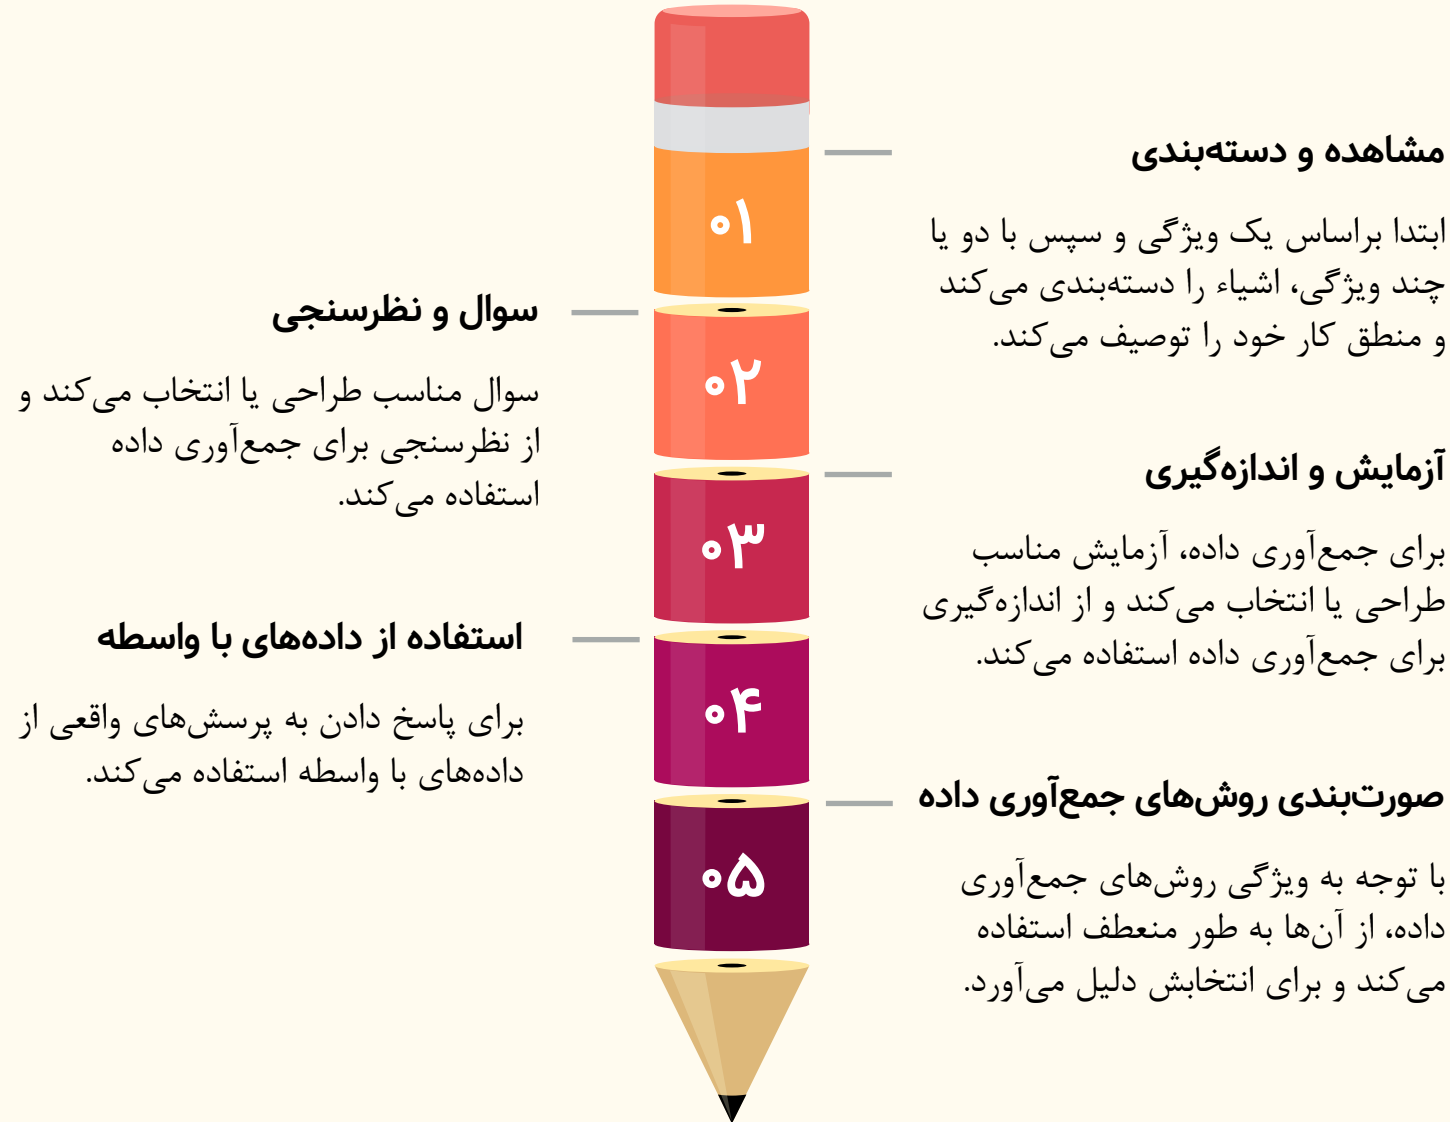 ۰۱
مشاهده و دسته‌بندی
ابتدا براساس یک ویژگی و سپس با دو یا
چند ویژگی، اشیاء را دسته‌بندی می‌کند
و منطق کار خود را توصیف می‌کند.
۰۲
سوال و نظرسنجی
سوال مناسب طراحی یا انتخاب می‌کند و
از نظرسنجی برای جمع‌آوری داده
استفاده می‌کند.
۰۳
آزمایش و اندازه‌گیری
برای جمع‌آوری داده، آزمایش مناسب
طراحی یا انتخاب می‌کند و از اندازه‌گیری
برای جمع‌آوری داده استفاده می‌کند.
۰۴
استفاده از داده‌های با واسطه
برای پاسخ دادن به پرسش‌های واقعی از
داده‌های با واسطه استفاده می‌کند.
۰۵
صورت‌بندی روش‌های جمع‌آوری داده
با توجه به ویژگی روش‌های جمع‌آوری
داده، از آن‌ها به طور منعطف استفاده
می‌کند و برای انتخابش دلیل می‌آورد.